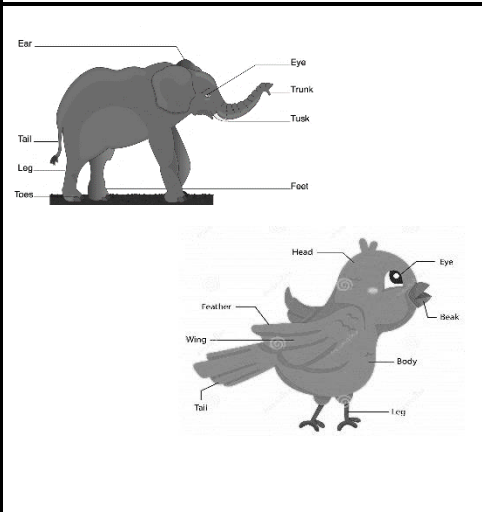 Ear
Eye
Trunk
Tusk
Tail
Leg
Toes
Feet
Head
Eye
Feather
Beak
Wing
Body
Tail
Leg